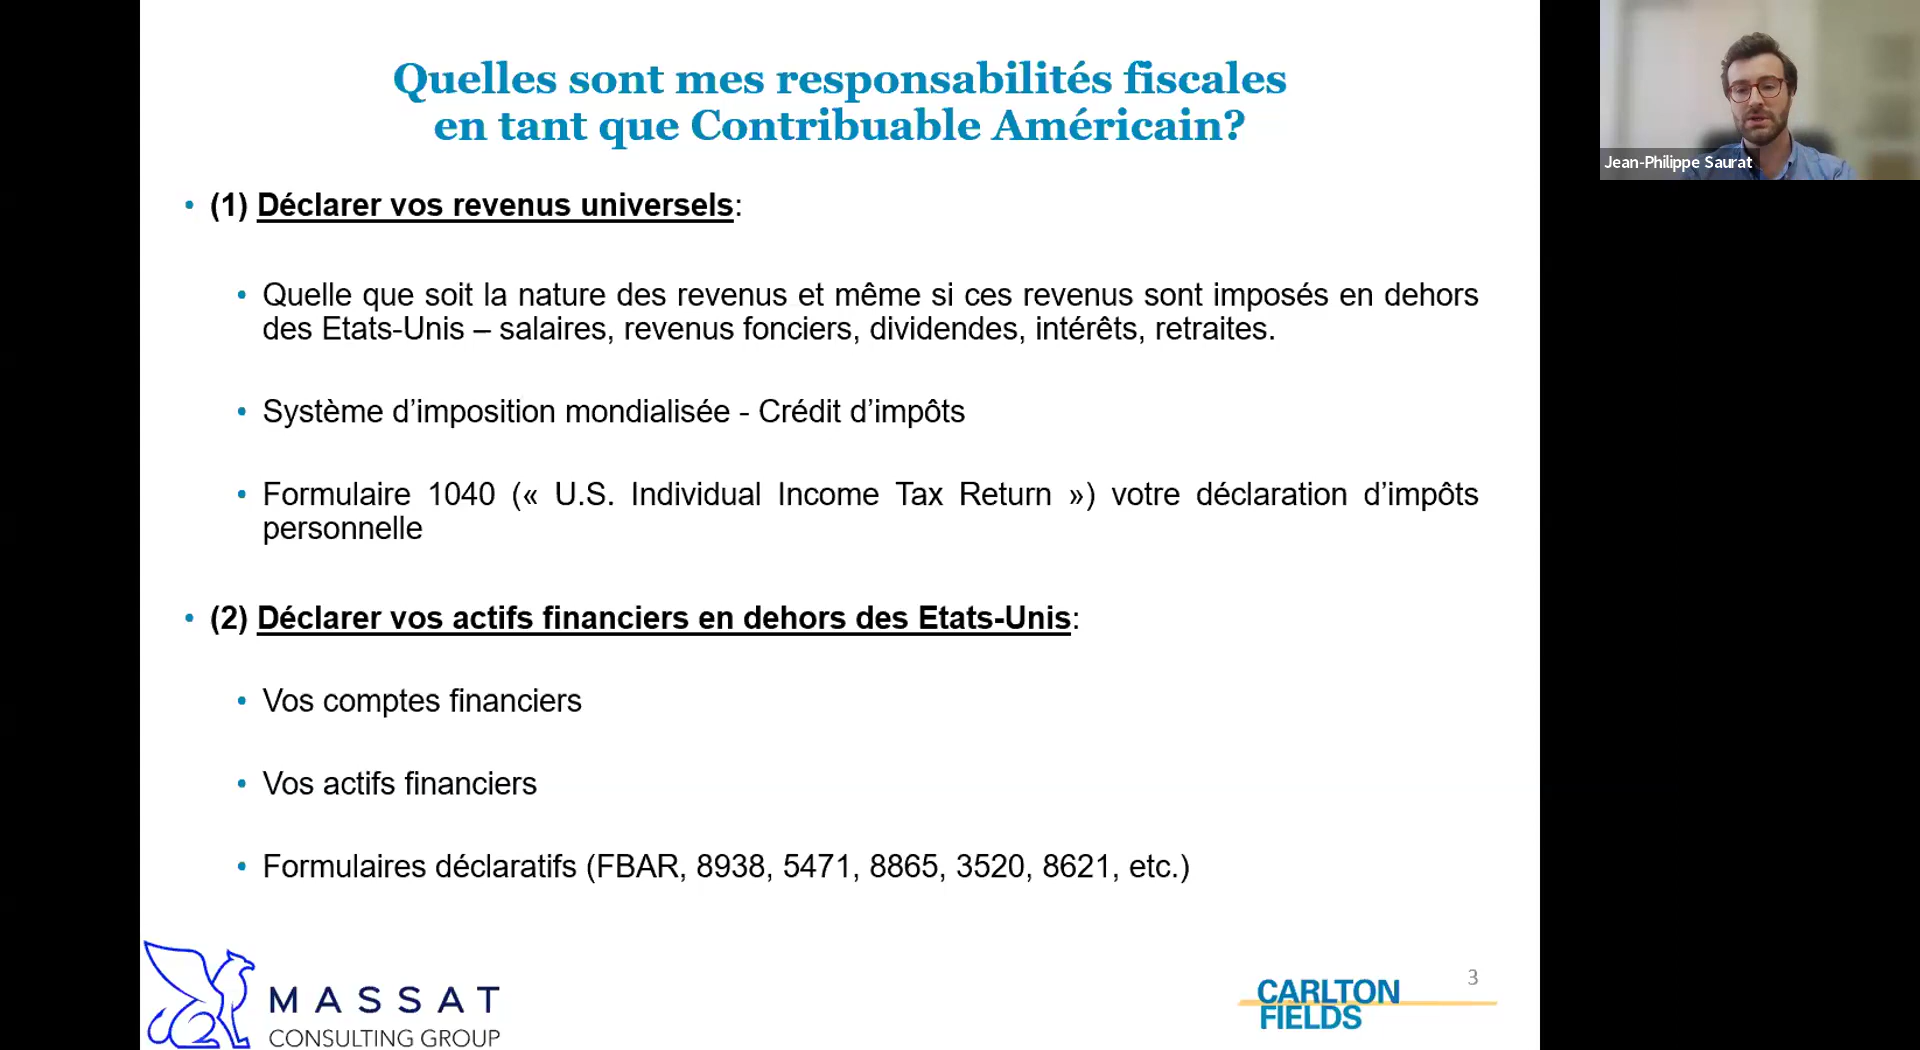 Quelles sont mes responsabilités fiscales
en tant que Contribuable Américain?
• (1) Déclarer vos revenus universels:
• Quelle que soit la nature des revenus et même si ces revenus sont imposés en dehors
des Etats-Unis – salaires, revenus fonciers, dividendes, intérêts, retraites.
• Système d’imposition mondialisée - Crédit d’impôts
• Formulaire 1040 (« U.S. Individual Income Tax Return ») votre déclaration d’impôts
personnelle
• (2) Déclarer vos actifs financiers en dehors des Etats-Unis:
• Vos comptes financiers
• Vos actifs financiers
• Formulaires déclaratifs (FBAR, 8938, 5471, 8865, 3520, 8621, etc.)
MASSAT
CONSULTING GROUP
CARLTON
FIELDS
3
Jean-Philippe Saurat